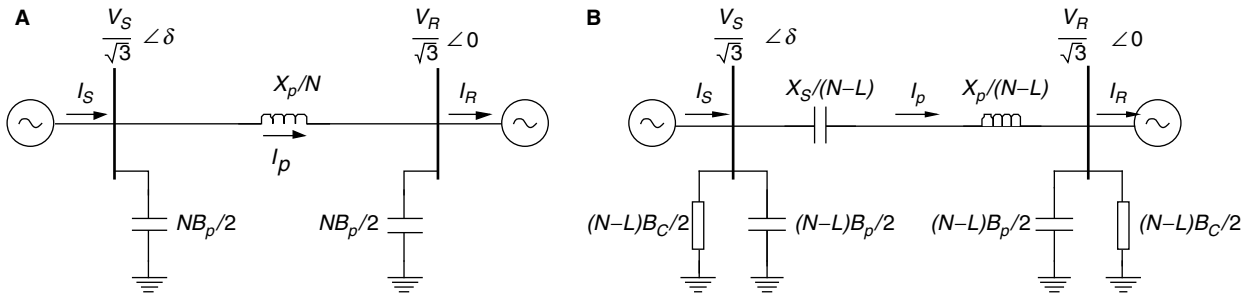 A
V_S/√3 ∠δ
V_R/√3 ∠0
I_S
X_p/N
I_p
I_R
NB_p/2
NB_p/2
B
V_S/√3 ∠δ
V_R/√3 ∠0
I_S
X_S/(N–L)
I_p
X_p/(N–L)
I_R
(N–L)B_C/2
(N–L)B_p/2
(N–L)B_p/2
(N–L)B_C/2